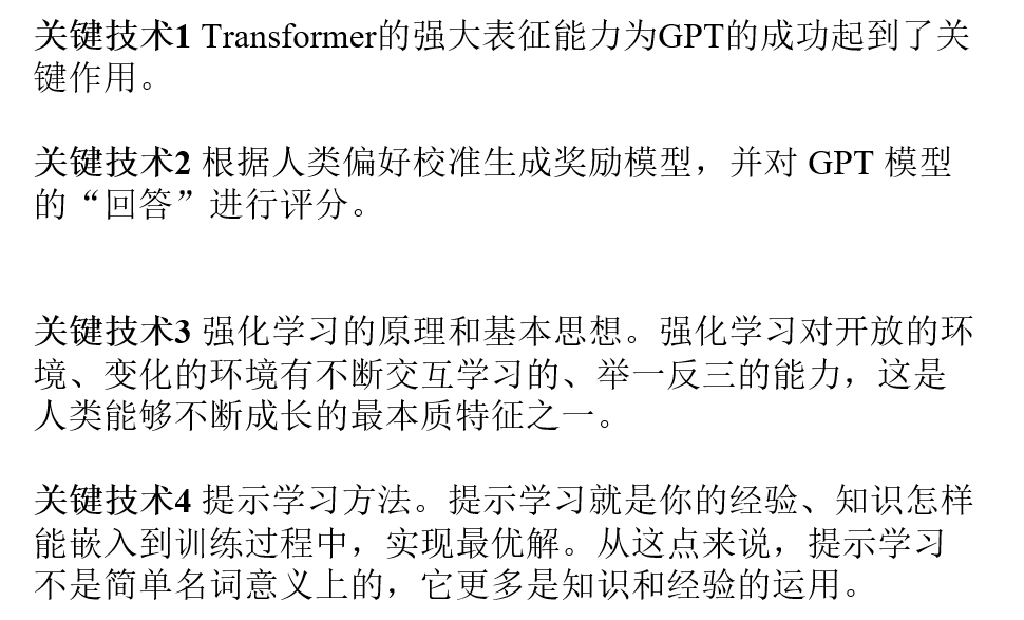 关键技术1 Transformer的强大表征能力为GPT的成功起到了关
键作用。
关键技术2 根据人类偏好校准生成奖励模型，并对 GPT 模型
的“回答”进行评分。
关键技术3 强化学习的原理和基本思想。强化学习对开放的环
境、变化的环境有不断交互学习的、举一反三的能力，这是
人类能够不断成长的最本质特征之一。
关键技术4 提示学习方法。提示学习就是你的经验、知识怎样
能嵌入到训练过程中，实现最优解。从这点来说，提示学习
不是简单名词意义上的，它更多是知识和经验的运用。